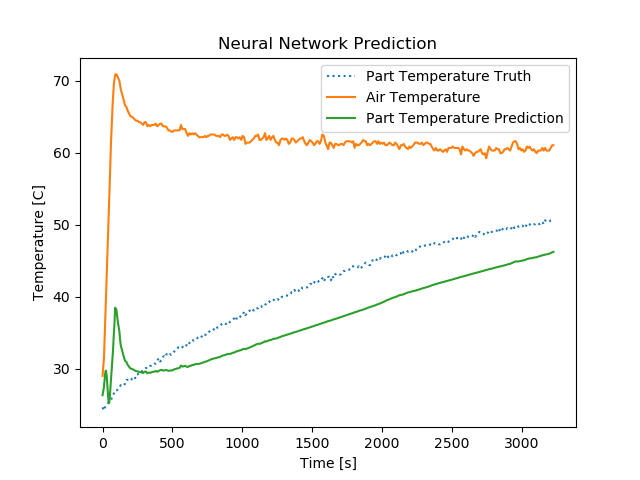 Neural Network Prediction
Part Temperature Truth
Air Temperature
Part Temperature Prediction
70
60
50
40
30
Temperature [C]
0 500 1000 1500 2000 2500 3000
Time [s]